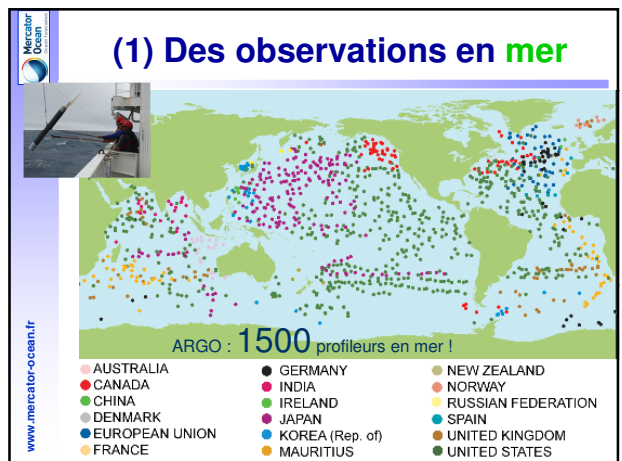 Mercator
Ocean
Ocean Forecasters
(1) Des observations en mer
ARGO : 1500 profileurs en mer !
AUSTRALIA
CANADA
CHINA
DENMARK
EUROPEAN UNION
FRANCE
GERMANY
INDIA
IRELAND
JAPAN
KOREA (Rep. of)
MAURITIUS
NEW ZEALAND
NORWAY
RUSSIAN FEDERATION
SPAIN
UNITED KINGDOM
UNITED STATES
www.mercator-ocean.fr